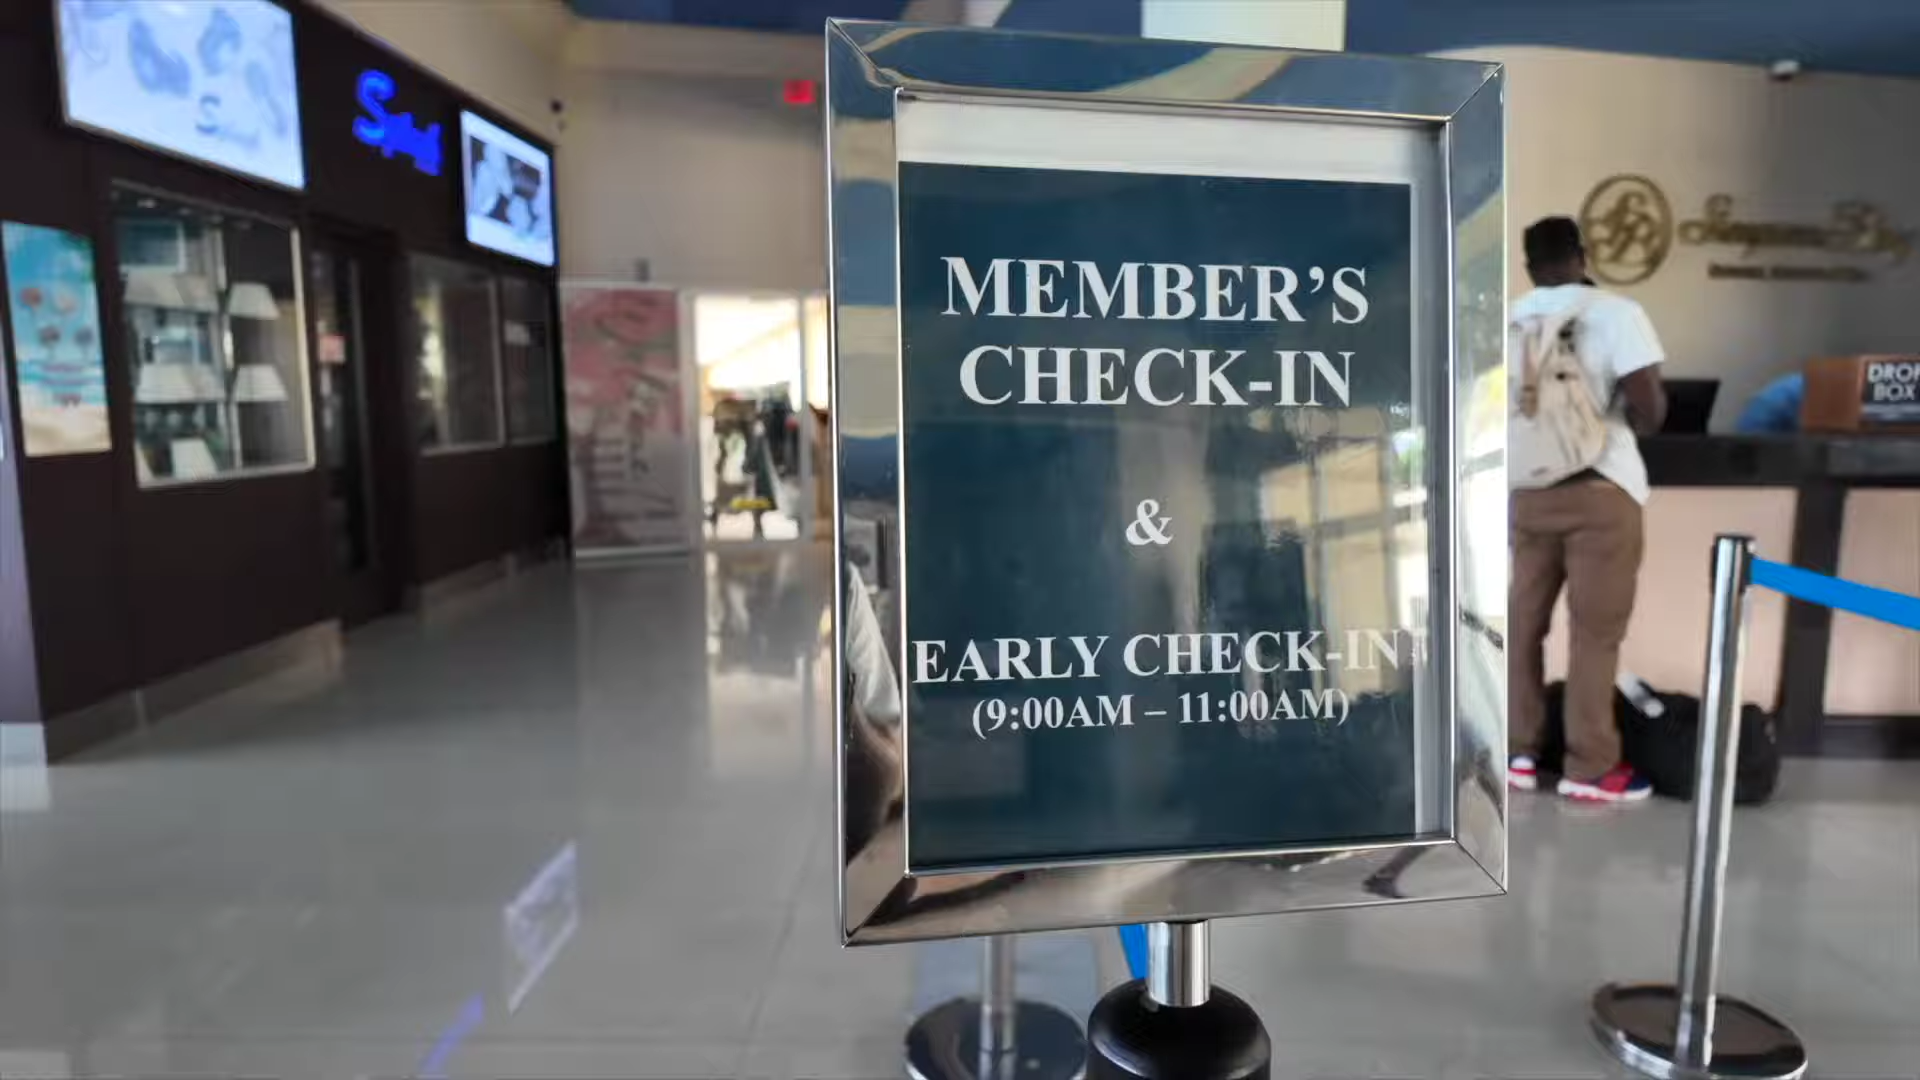 MEMBER'S
CHECK-IN
&
EARLY CHECK-IN
(9:00AM – 11:00AM)
DROP
BOX